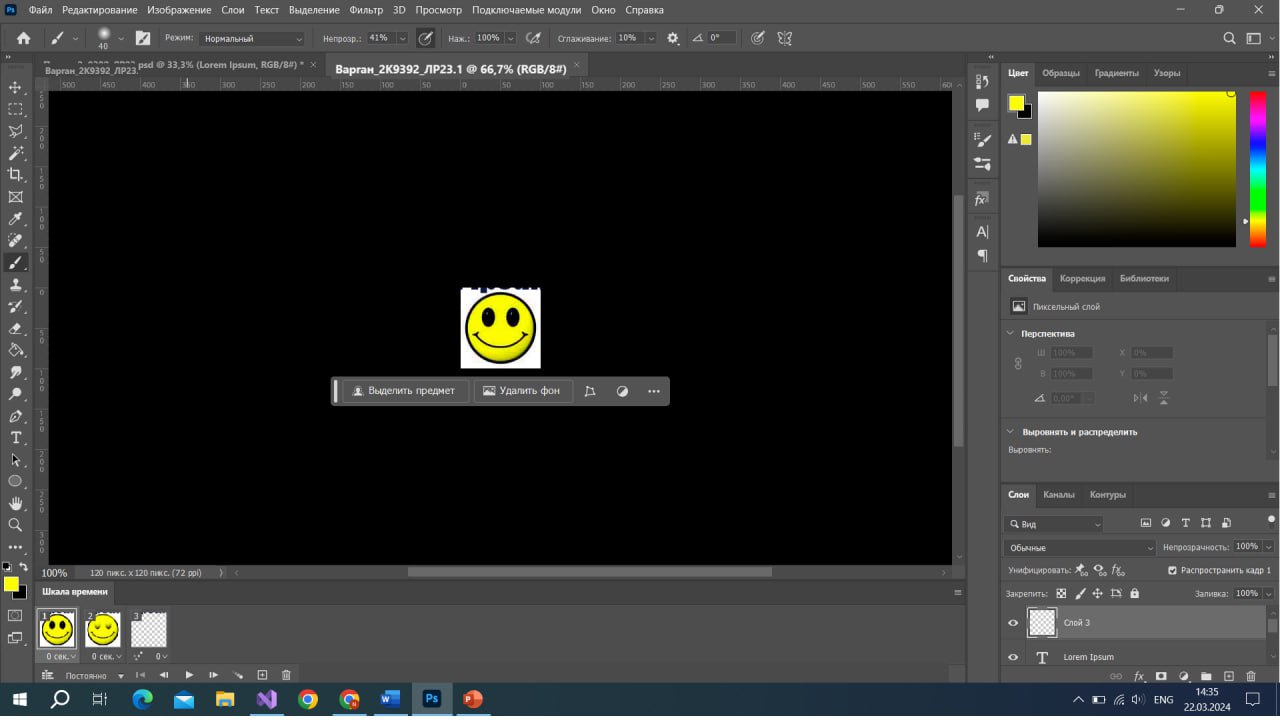 Файл Редактирование Изображение Слои Текст Выделение Фильтр 3D Просмотр Подключаемые модули Окно Справка
40 Режим: Нормальный Непрозр.: 41% Наж.: 100% Сглаживание: 10% 0°
.psd @ 33,3% (Lorem Ipsum, RGB/8#) *
Варган_2К9392_ЛР23.
Варган_2К9392_ЛР23.1 @ 66,7% (RGB/8#)
500 450 400 350 300 250 200 150 100 50 0 50 100 150 200 250 300 350 400 450 500 550
Цвет Образцы Градиенты Узоры
Выделить предмет Удалить фон
Свойства Коррекция Библиотеки
Пиксельный слой
Перспектива
Ш 100% X 0%
В 100% Y 0%
0,00°
Выровнять и распределить
Выровнять:
Слои Каналы Контуры
Вид
Обычные Непрозрачность: 100%
Унифицировать: Распространить кадр 1
Закрепить: Заливка: 100%
Слой 3
Lorem Ipsum
100% 120 пикс. x 120 пикс. (72 ppi)
Шкала времени
1 2 3
0 сек. 0 сек. 0
Постоянно
ENG
14:35
22.03.2024